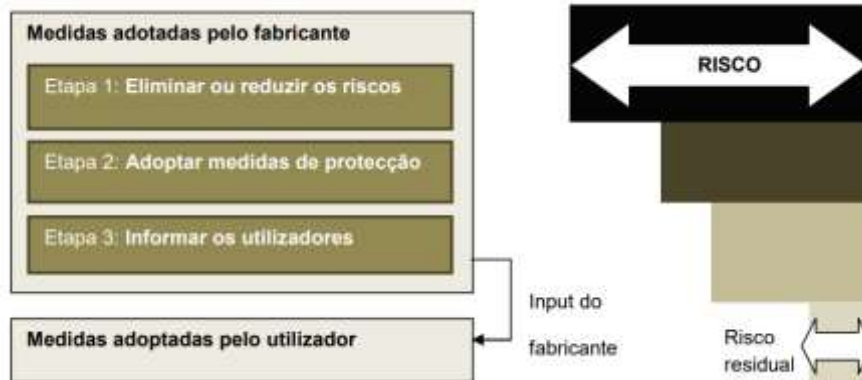 Medidas adotadas pelo fabricante
Etapa 1: Eliminar ou reduzir os riscos
Etapa 2: Adoptar medidas de protecção
Etapa 3: Informar os utilizadores
Medidas adoptadas pelo utilizador
Input do
fabricante
RISCO
Risco
residual